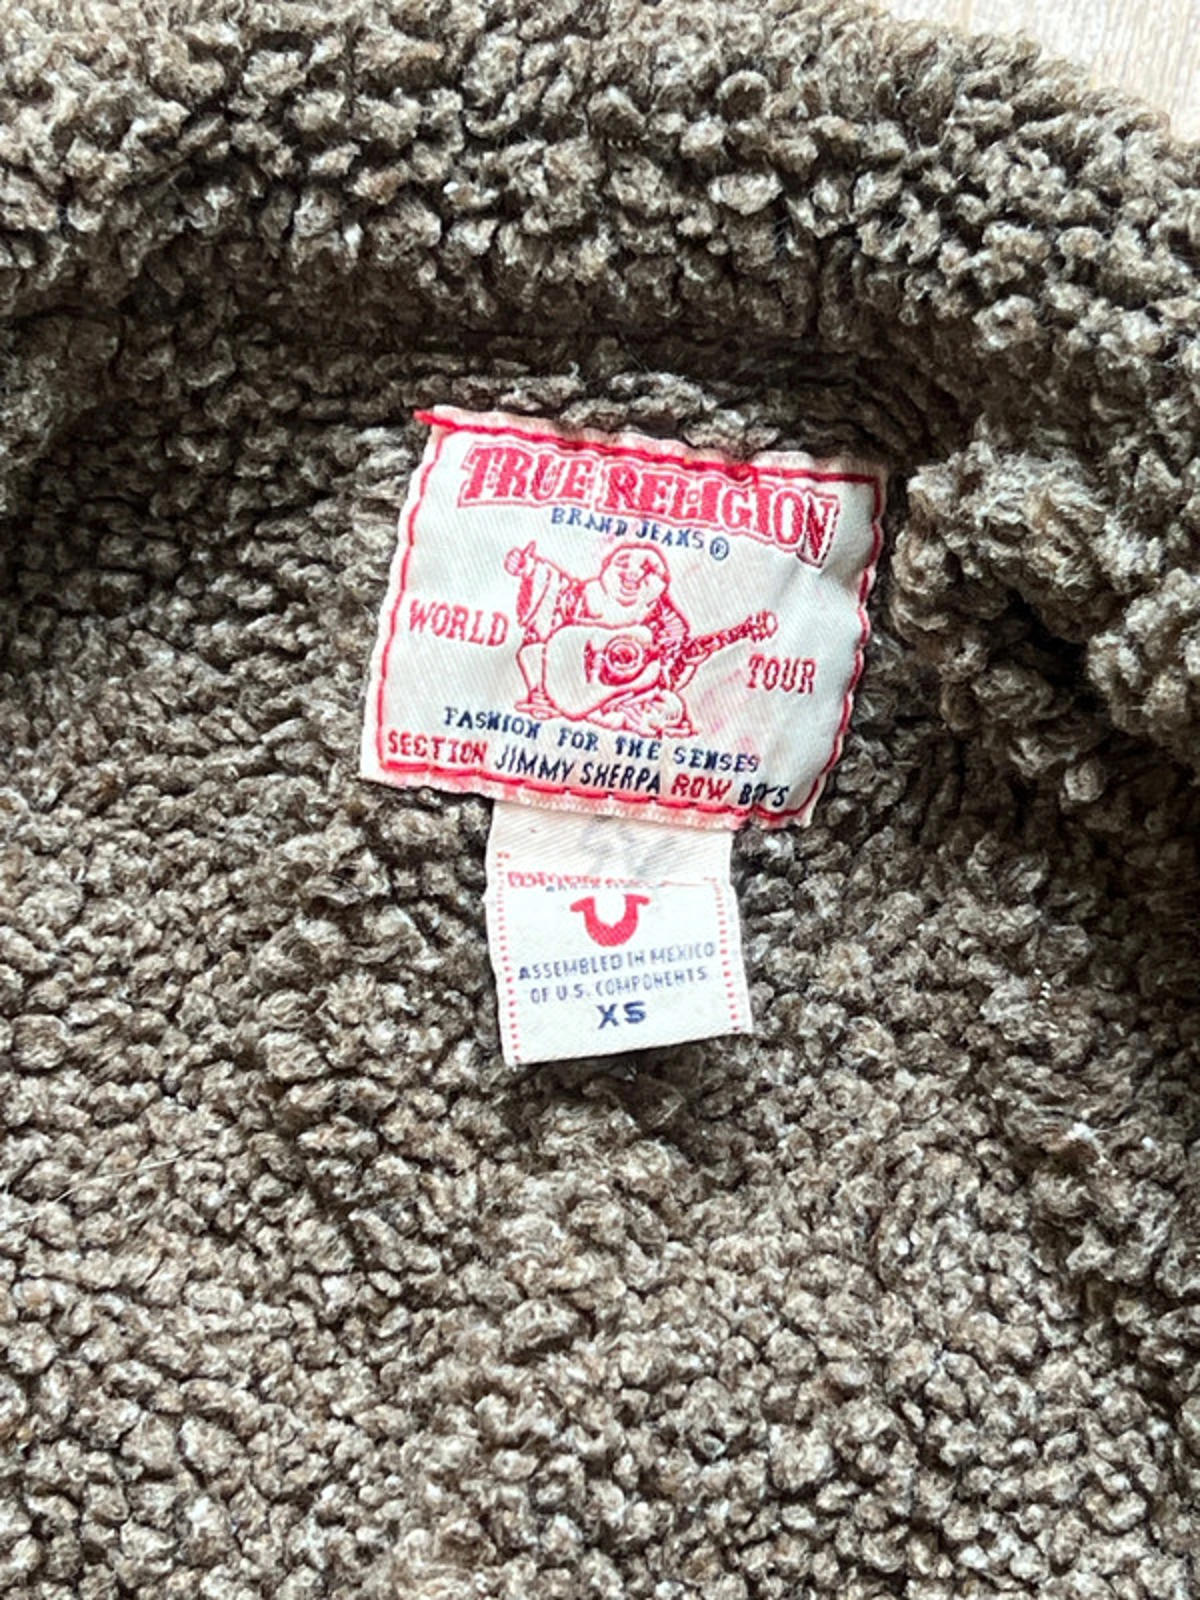 TRUE RELIGION
BRAND JEANS®
WORLD TOUR
FASHION FOR THE SENSES
SECTION JIMMY SHERPA ROW BOYS
ASSEMBLED IN MEXICO
OF U.S. COMPONENTS
XS